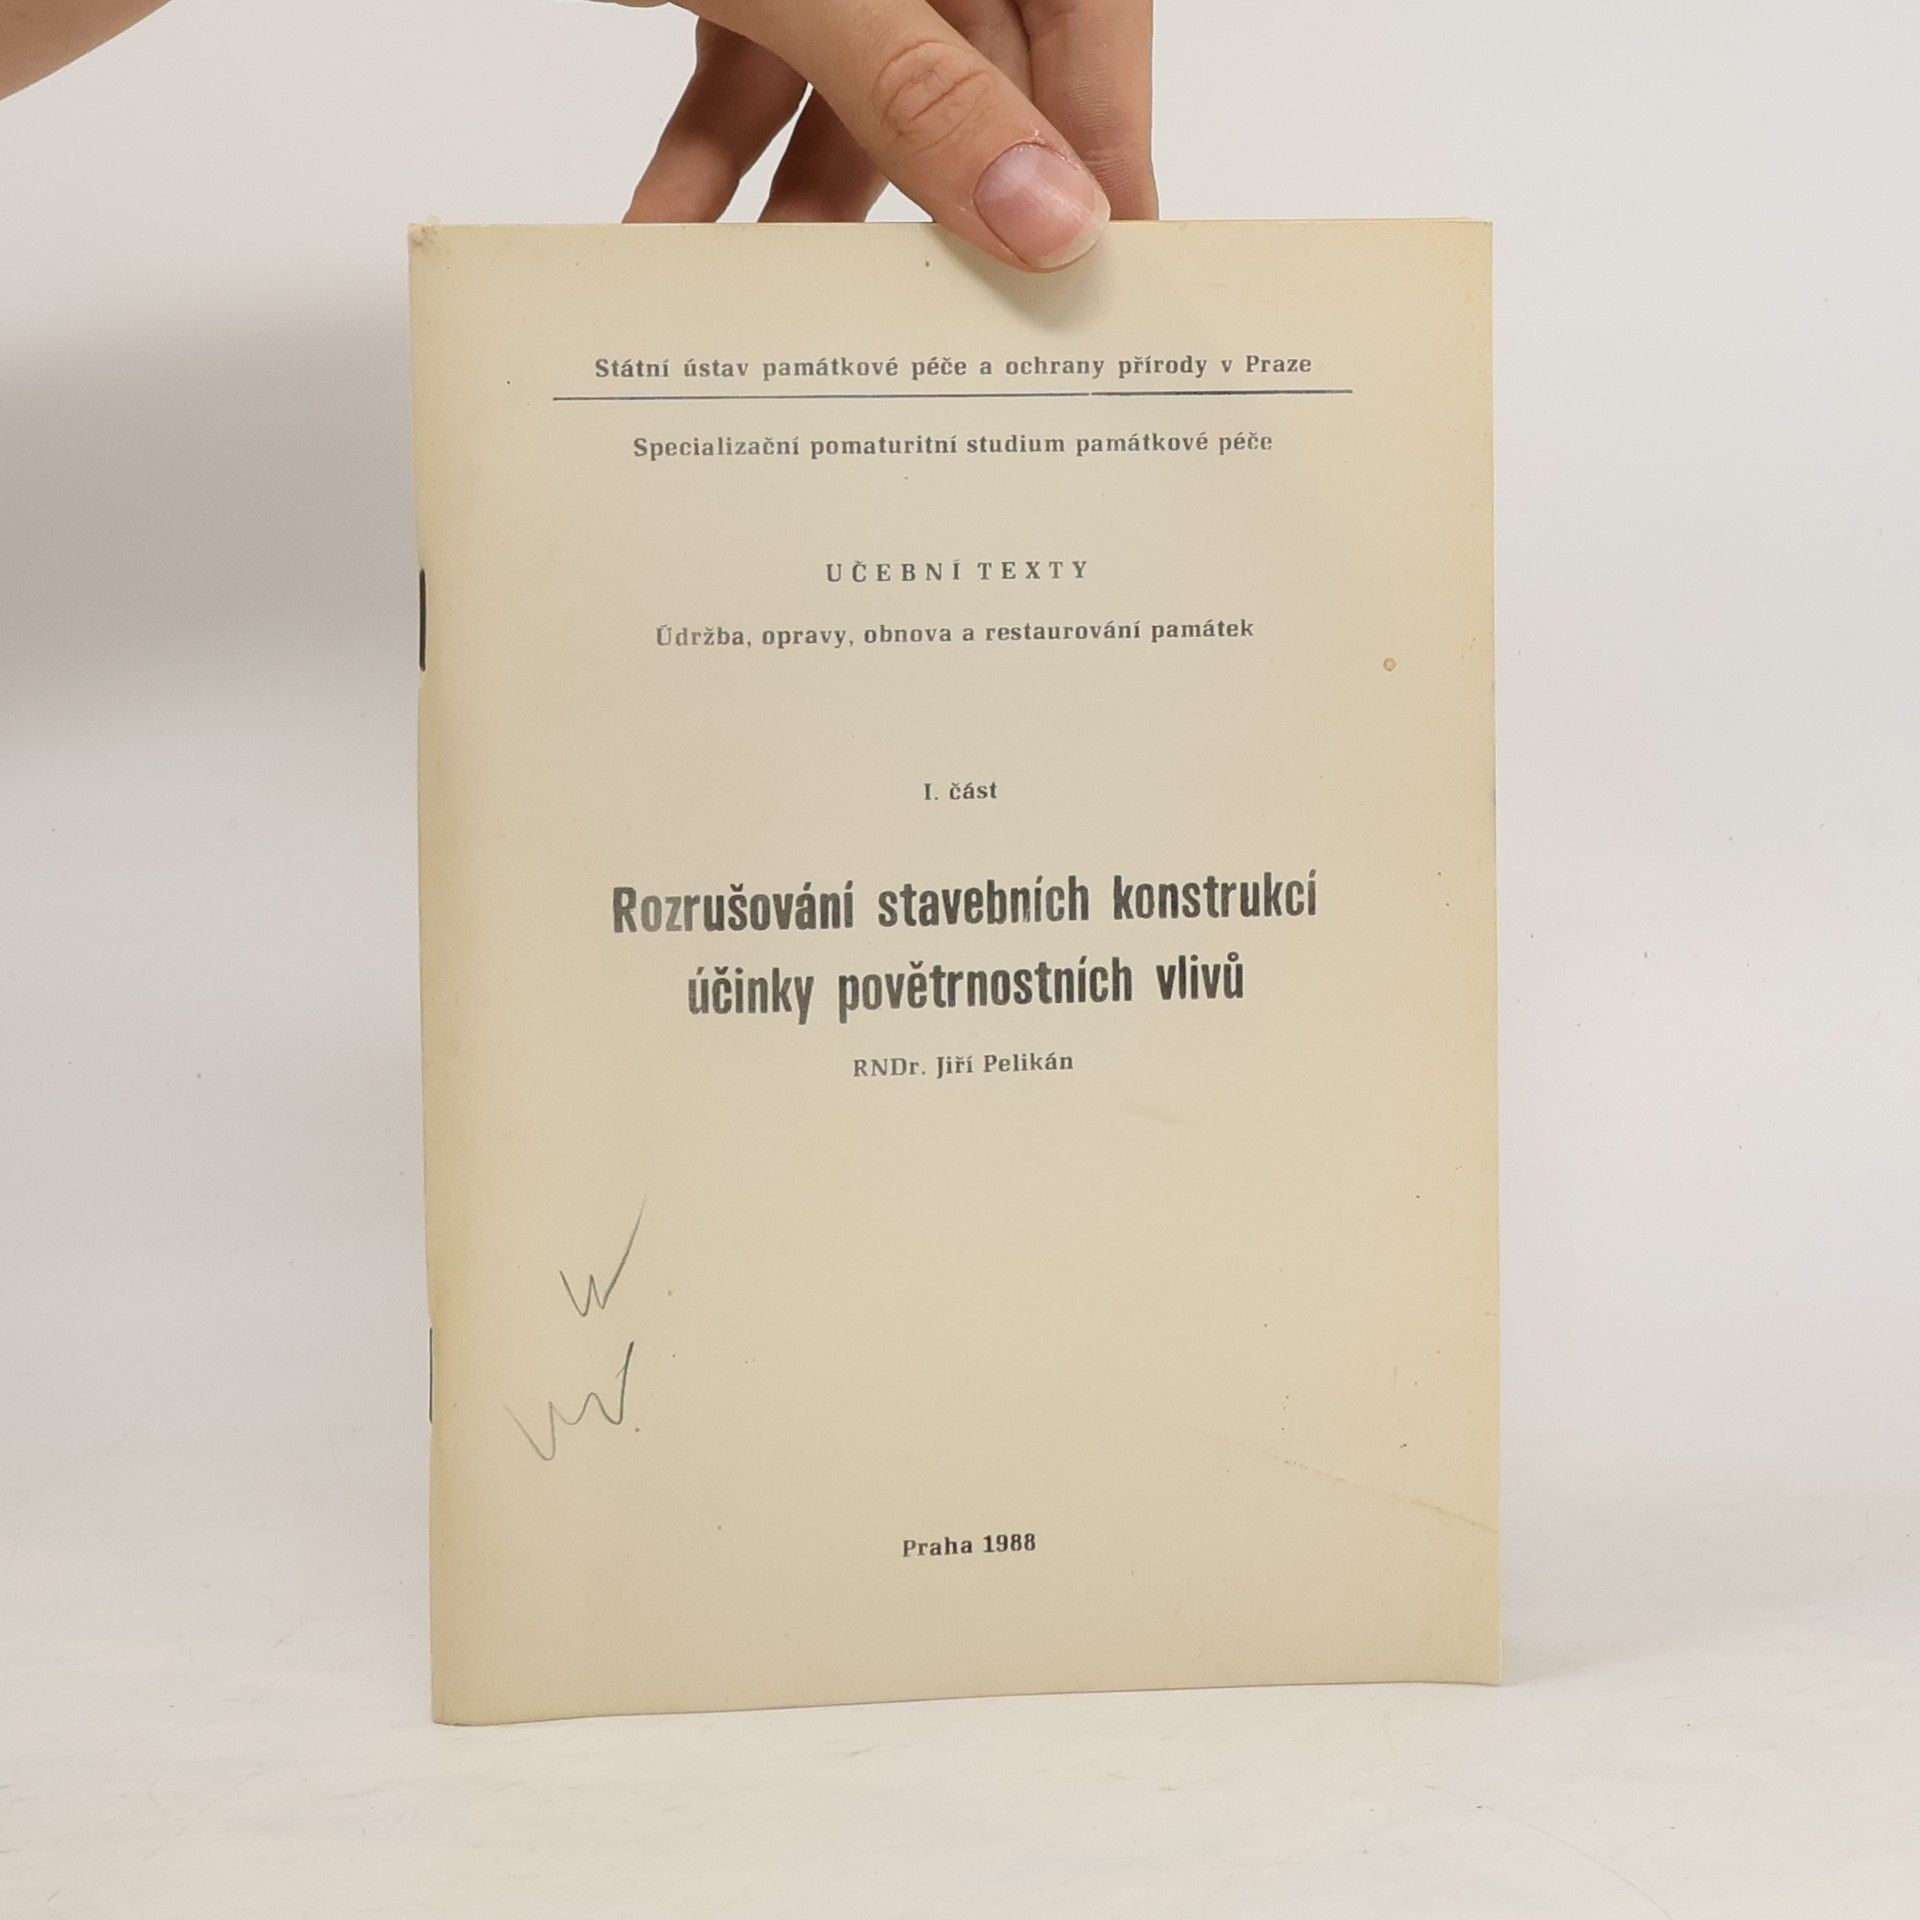 Státní ústav památkové péče a ochrany přírody v Praze
Specializační pomaturitní studium památkové péče
UČEBNÍ TEXTY
Údržba, opravy, obnova a restaurování památek
I. část
Rozrušování stavebních konstrukcí
účinky povětrnostních vlivů
RNDr. Jiří Pelikán
Praha 1988